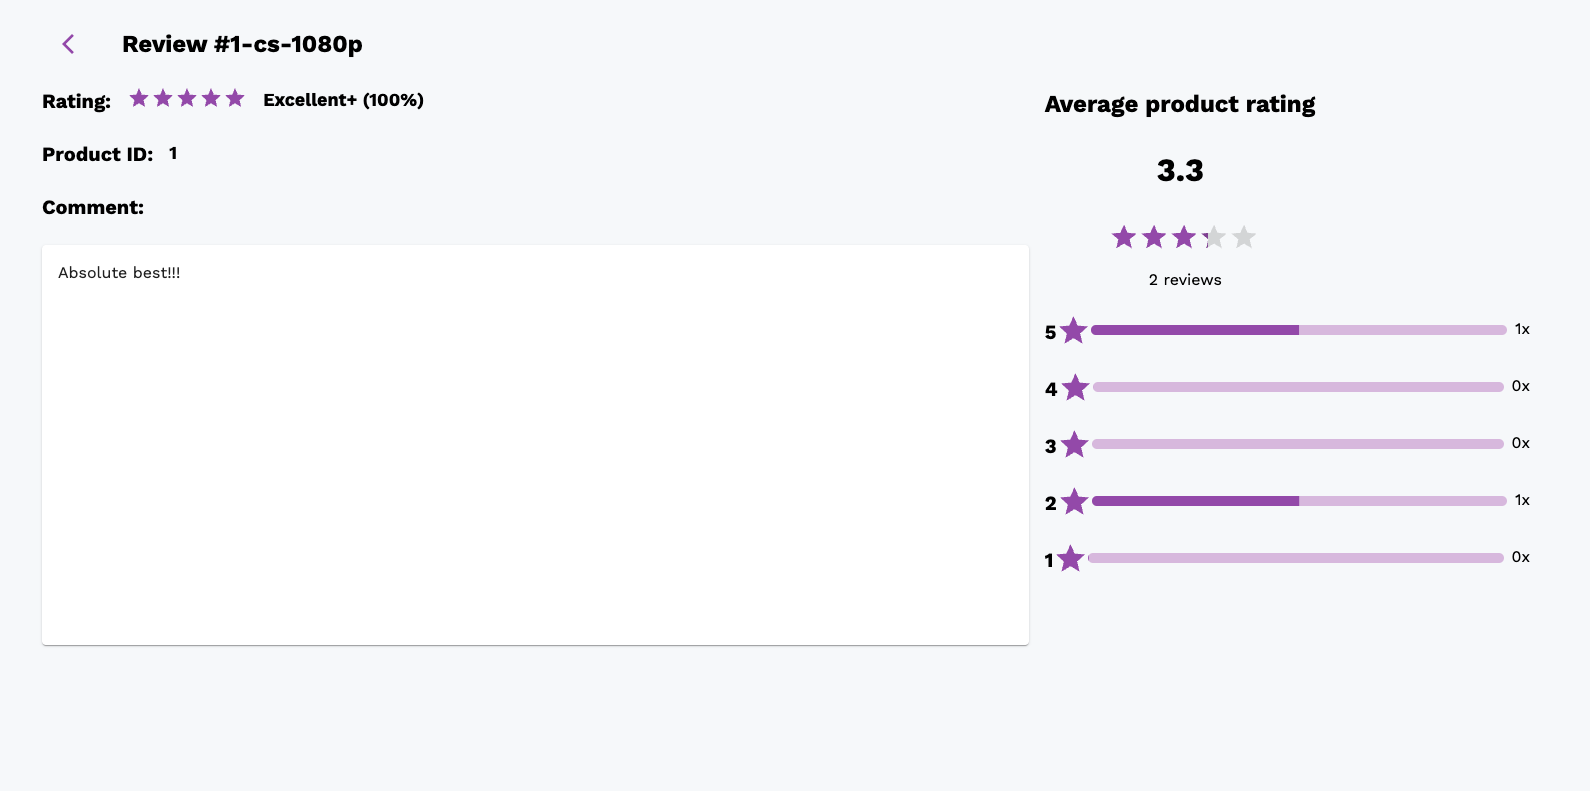 Review #1-cs-1080p
Rating: Excellent+ (100%)
Product ID: 1
Comment:
Absolute best!!!
Average product rating
3.3
2 reviews
5 1x
4 0x
3 0x
2 1x
1 0x